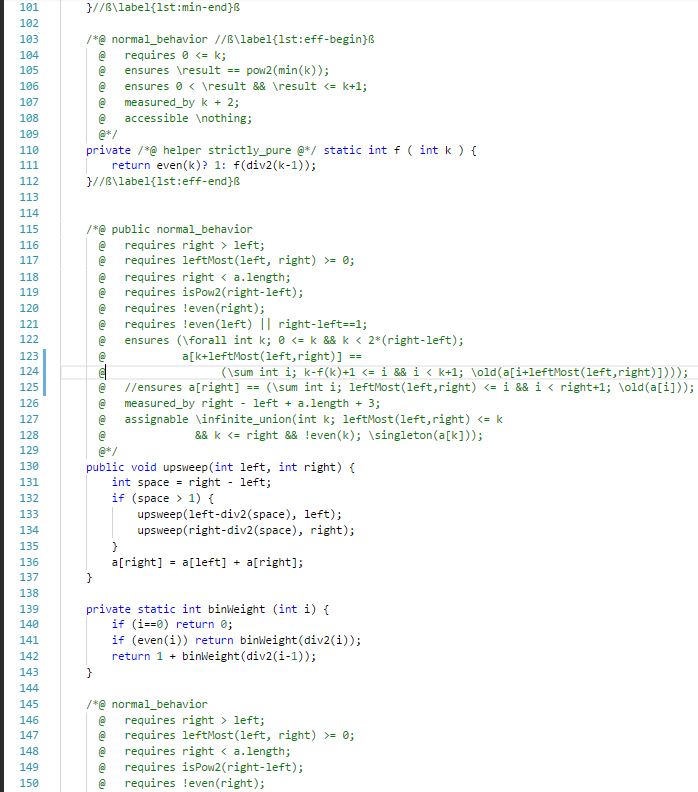 101 }//ß\label{lst:min-end}ß
102
103 /*@ normal_behavior //ß\label{lst:eff-begin}ß
104 @ requires 0 <= k;
105 @ ensures \result == pow2(min(k));
106 @ ensures 0 < \result && \result <= k+1;
107 @ measured_by k + 2;
108 @ accessible \nothing;
109 @*/
110 private /*@ helper strictly_pure @*/ static int f ( int k ) {
111 return even(k)? 1: f(div2(k-1));
112 }//ß\label{lst:eff-end}ß
113
114
115 /*@ public normal_behavior
116 @ requires right > left;
117 @ requires leftMost(left, right) >= 0;
118 @ requires right < a.length;
119 @ requires isPow2(right-left);
120 @ requires !even(right);
121 @ requires !even(left) || right-left==1;
122 @ ensures (\forall int k; 0 <= k && k < 2*(right-left);
123 @ a[k+leftMost(left,right)] ==
124 @ (\sum int i; k-f(k)+1 <= i && i < k+1; \old(a[i+leftMost(left,right)])));
125 @ //ensures a[right] == (\sum int i; leftMost(left,right) <= i && i < right+1; \old(a[i]));
126 @ measured_by right - left + a.length + 3;
127 @ assignable \infinite_union(int k; leftMost(left,right) <= k
128 @ && k <= right && !even(k); \singleton(a[k]));
129 @*/
130 public void upsweep(int left, int right) {
131 int space = right - left;
132 if (space > 1) {
133 upsweep(left-div2(space), left);
134 upsweep(right-div2(space), right);
135 }
136 a[right] = a[left] + a[right];
137 }
138
139 private static int binWeight (int i) {
140 if (i==0) return 0;
141 if (even(i)) return binWeight(div2(i));
142 return 1 + binWeight(div2(i-1));
143 }
144
145 /*@ normal_behavior
146 @ requires right > left;
147 @ requires leftMost(left, right) >= 0;
148 @ requires right < a.length;
149 @ requires isPow2(right-left);
150 @ requires !even(right);